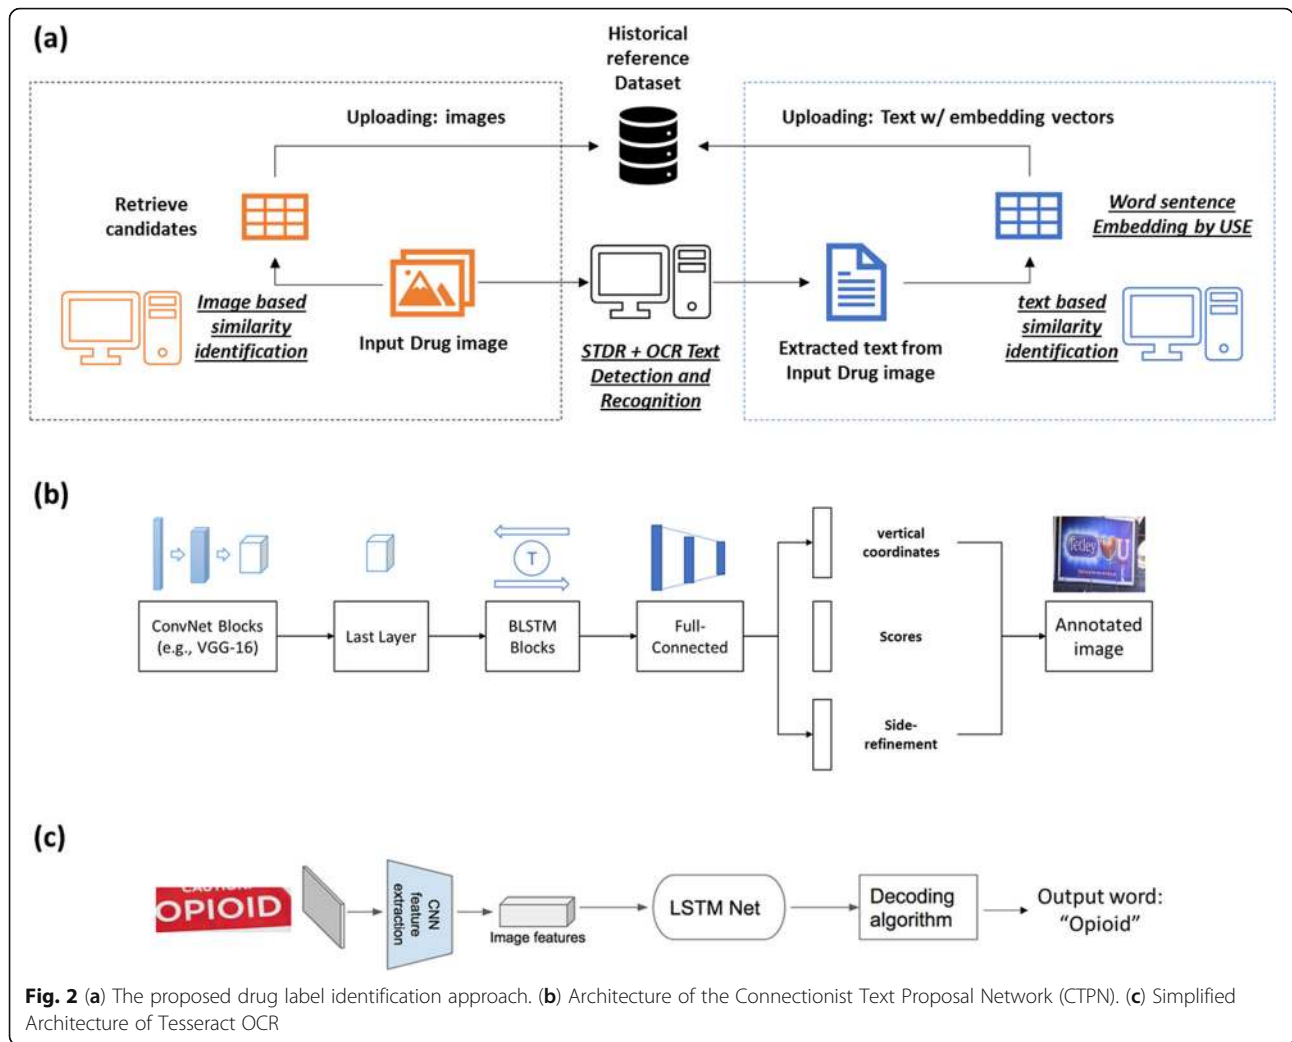 (a)
Historical
reference
Dataset
Uploading: images
Uploading: Text w/ embedding vectors
Retrieve
candidates
Word sentence
Embedding by USE
Image based
similarity
identification
Input Drug image
STDR + OCR Text
Detection and
Recognition
Extracted text from
Input Drug image
text based
similarity
identification
(b)
T
vertical
coordinates
Tetley
U
ConvNet Blocks
(e.g., VGG-16)
Last Layer
BLSTM
Blocks
Full-
Connected
Scores
Annotated
image
Side-
refinement
(c)
OPIOID
CNN
feature
extraction
Image features
LSTM Net
Decoding
algorithm
Output word:
“Opioid”
Fig. 2 (a) The proposed drug label identification approach. (b) Architecture of the Connectionist Text Proposal Network (CTPN). (c) Simplified
Architecture of Tesseract OCR